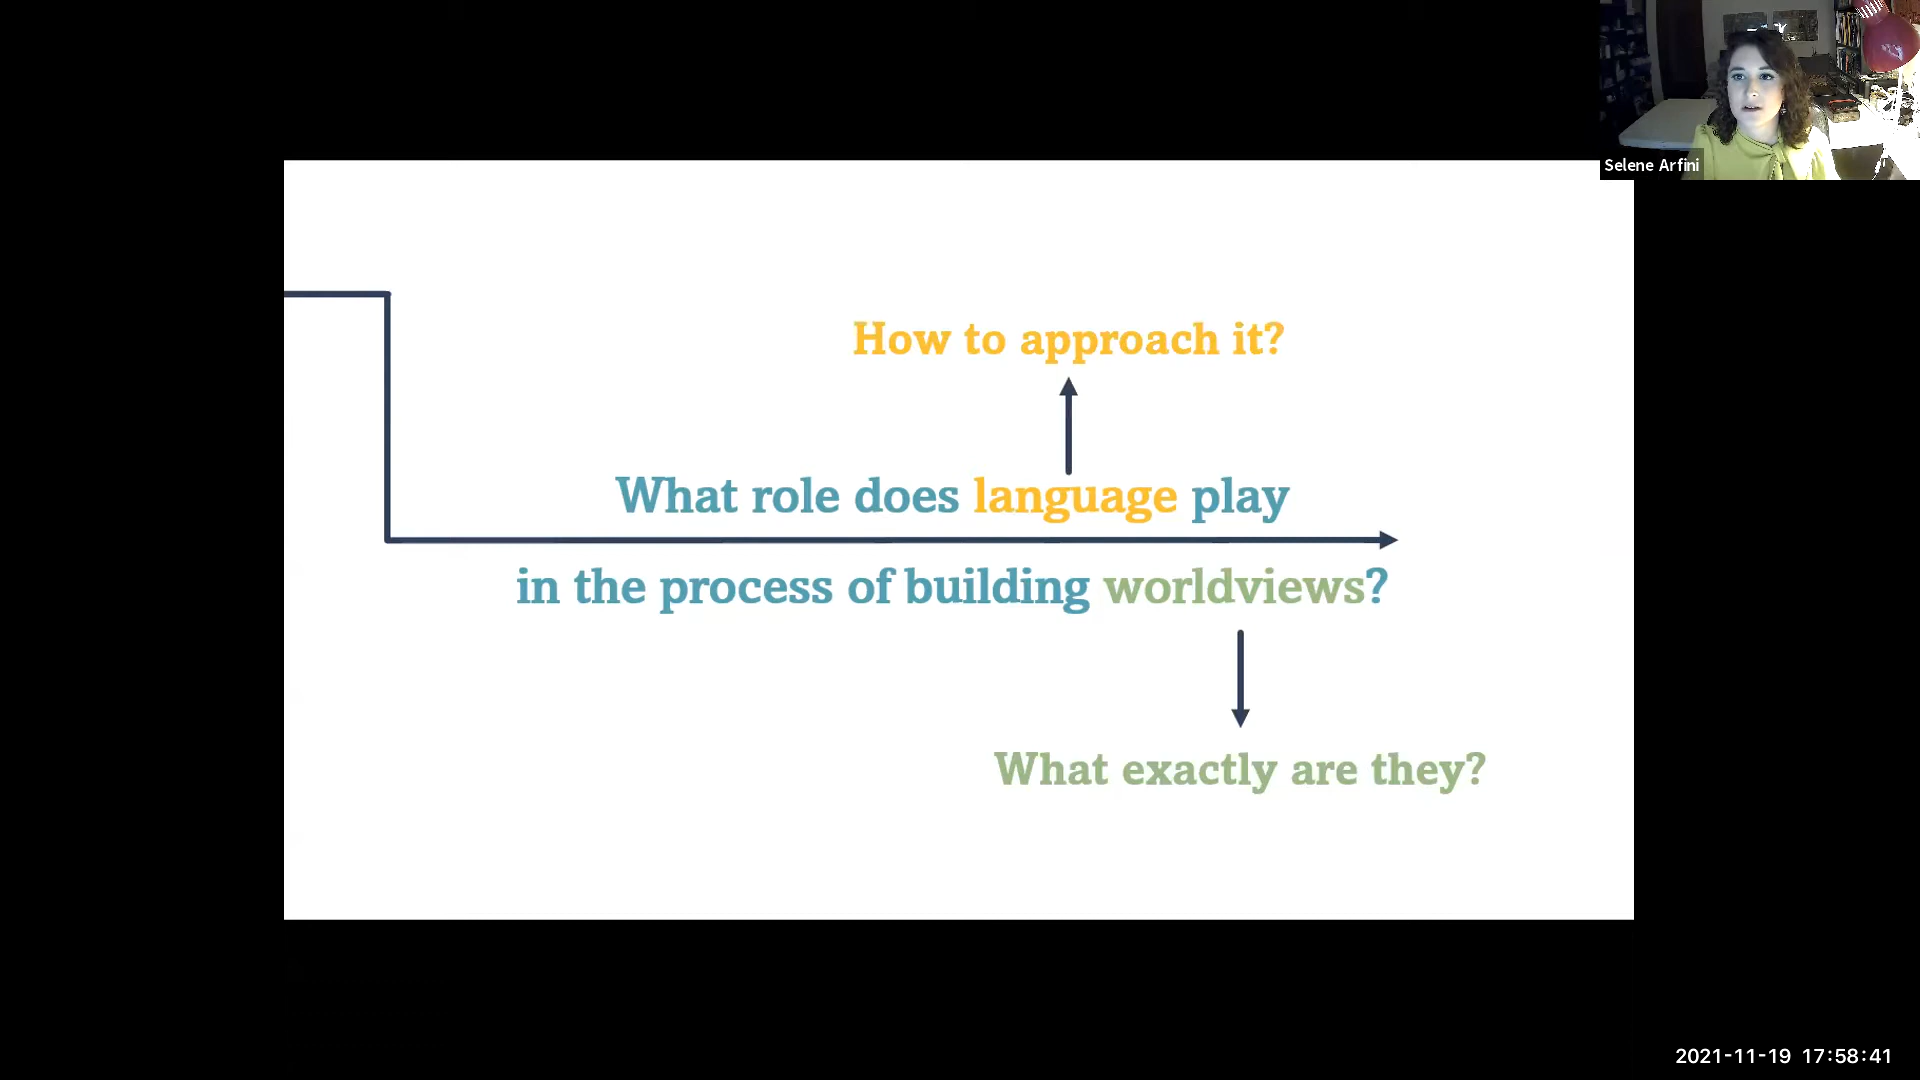 Selene Arfini
How to approach it?
What role does language play
in the process of building worldviews?
What exactly are they?
2021-11-19 17:58:41